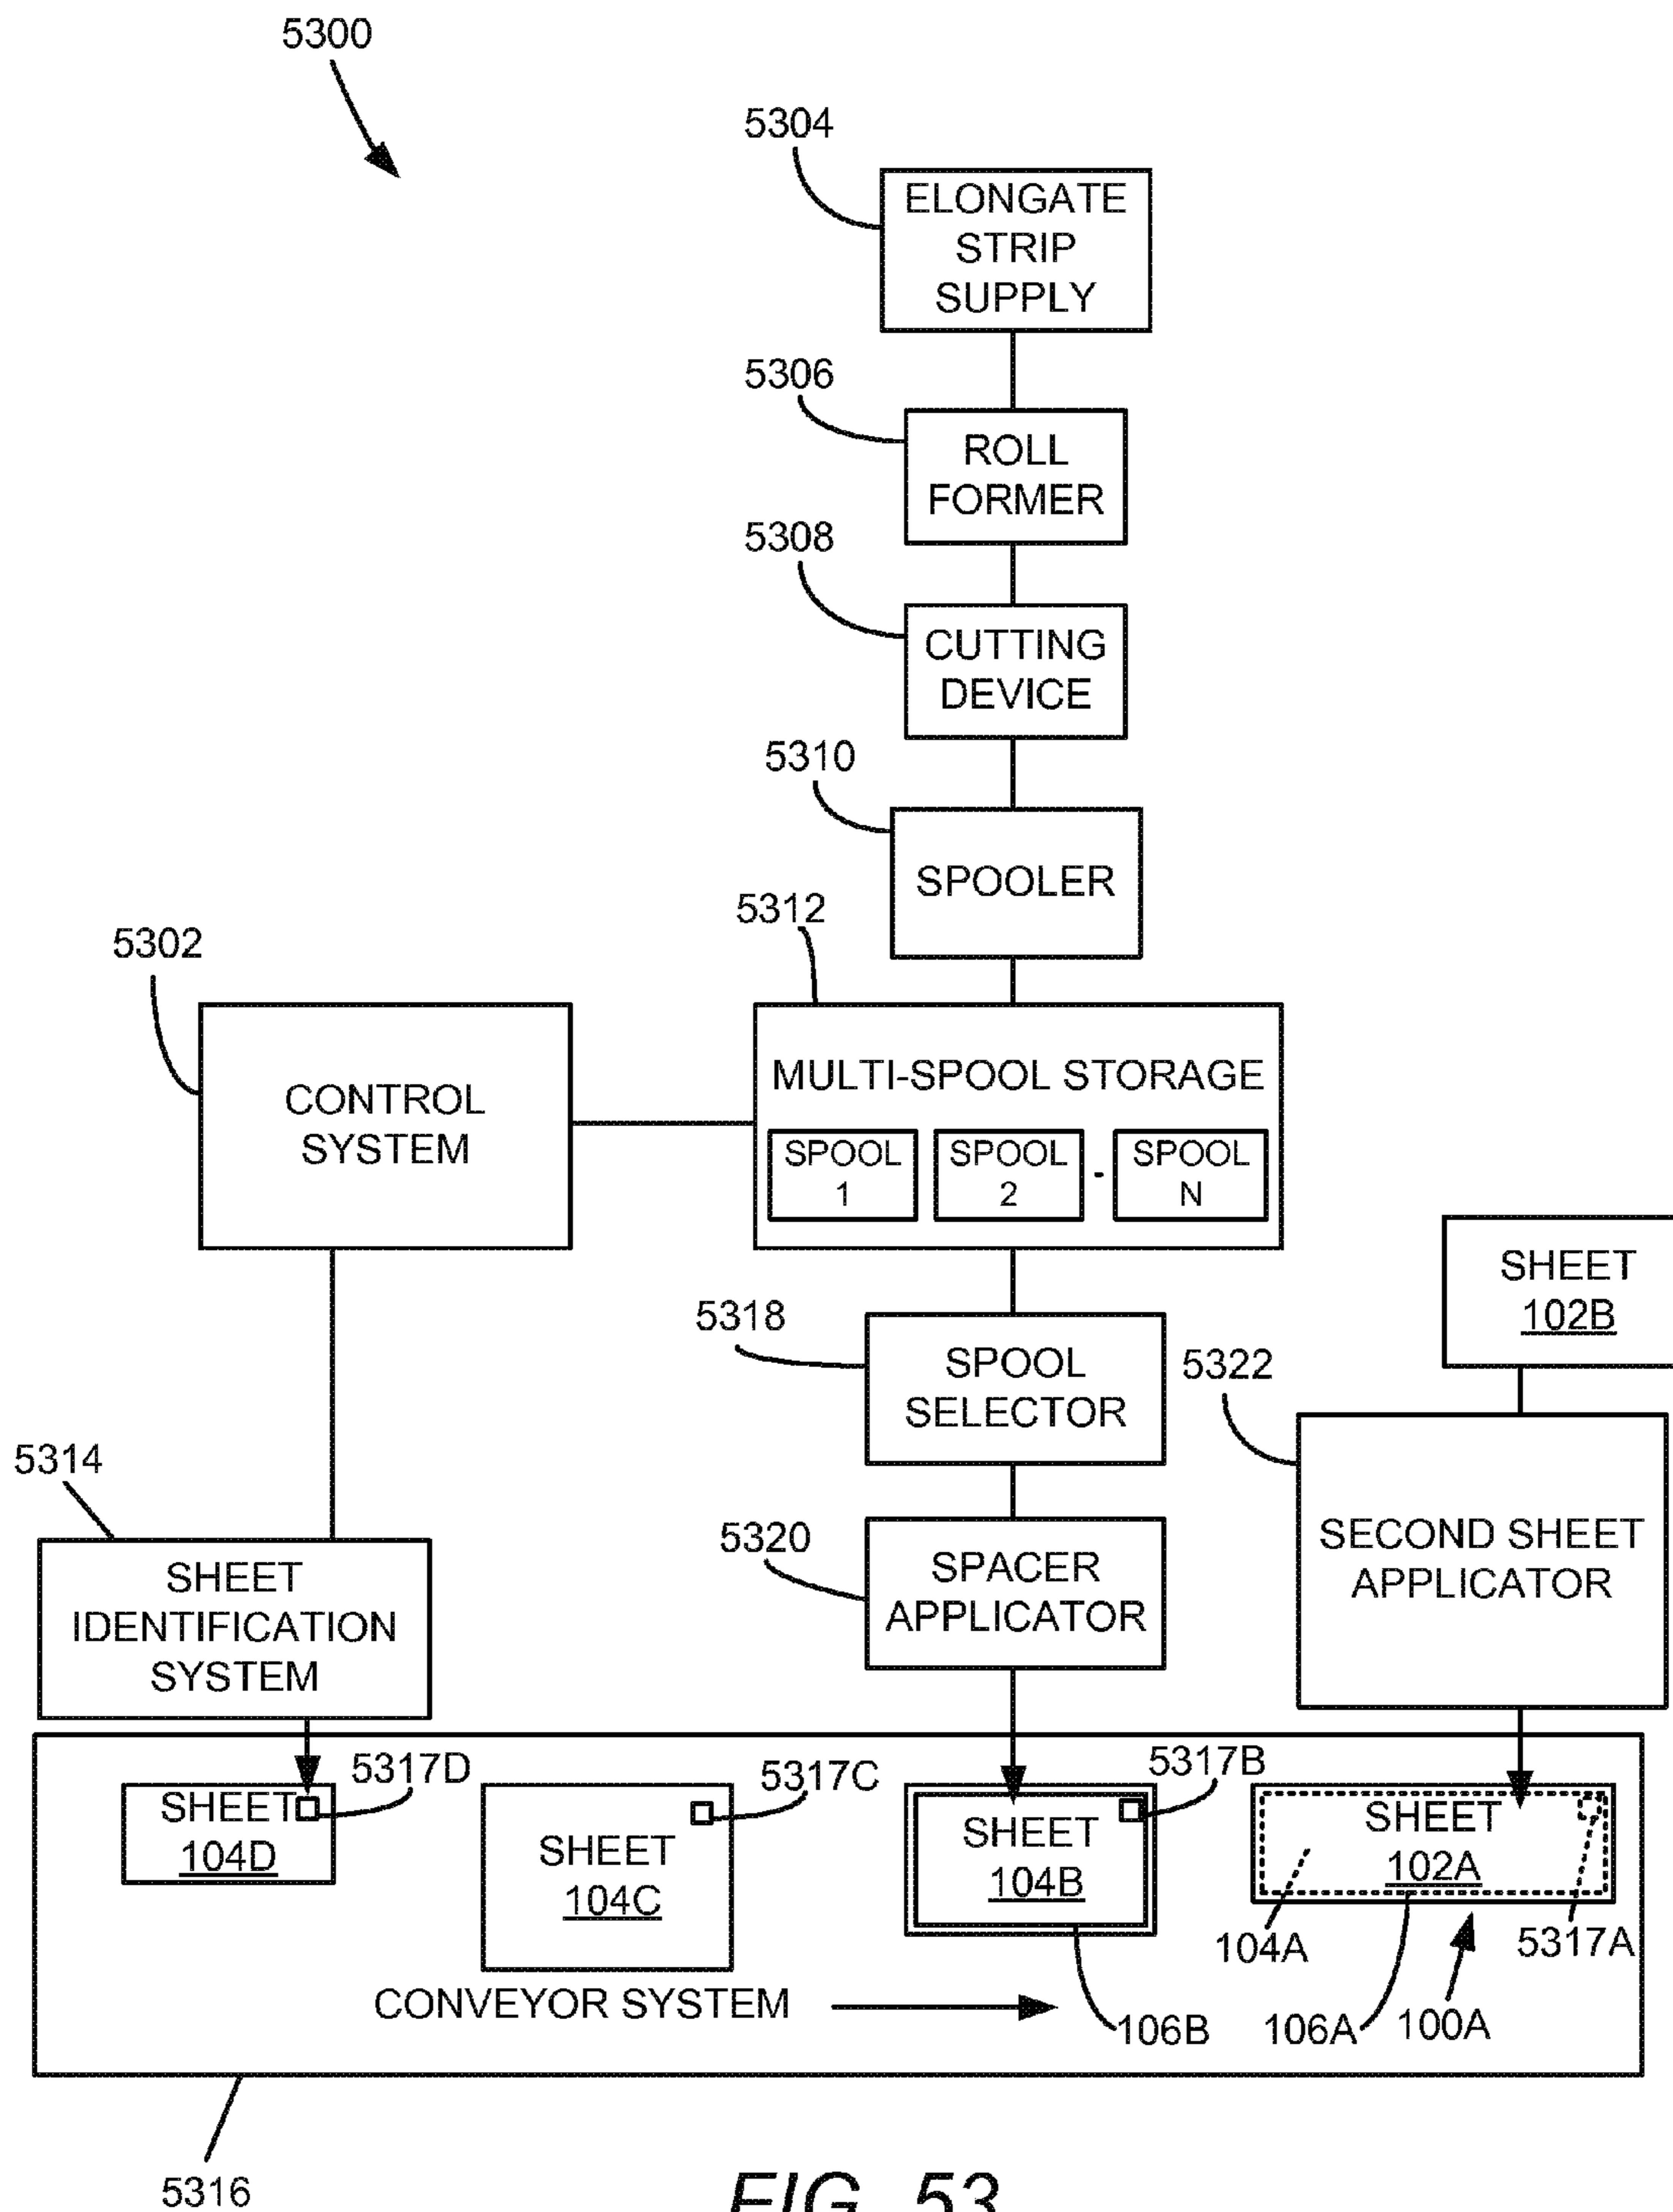 5300
5304
ELONGATE
STRIP
SUPPLY
5306
ROLL
FORMER
5308
CUTTING
DEVICE
5310
SPOOLER
5312
5302
CONTROL
SYSTEM
MULTI-SPOOL STORAGE
SPOOL
1
SPOOL
2
-
SPOOL
N
SHEET
102B
5318
SPOOL
SELECTOR
5322
SECOND SHEET
APPLICATOR
5314
SHEET
IDENTIFICATION
SYSTEM
5320
SPACER
APPLICATOR
SHEET
104D
5317D
SHEET
104C
5317C
SHEET
104B
5317B
SHEET
102A
104A
5317A
CONVEYOR SYSTEM
106B
106A
100A
5316
FIG. 53